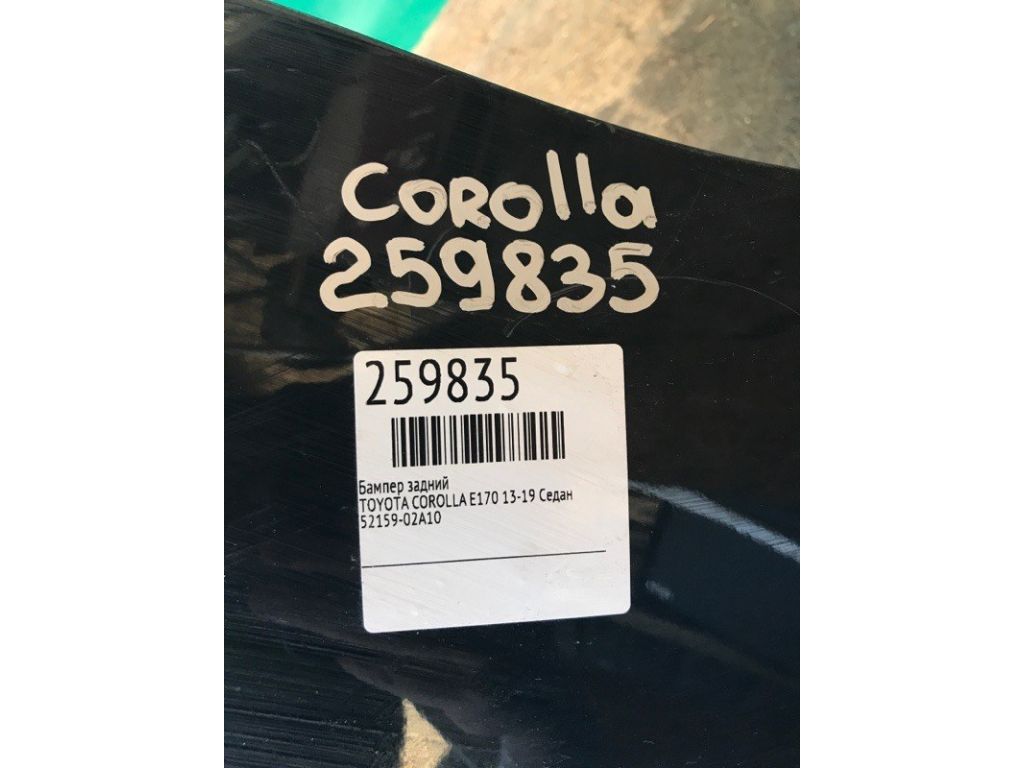 Corolla
259835
259835
Бампер задний
TOYOTA COROLLA E170 13-19 Седан
52159-02A10